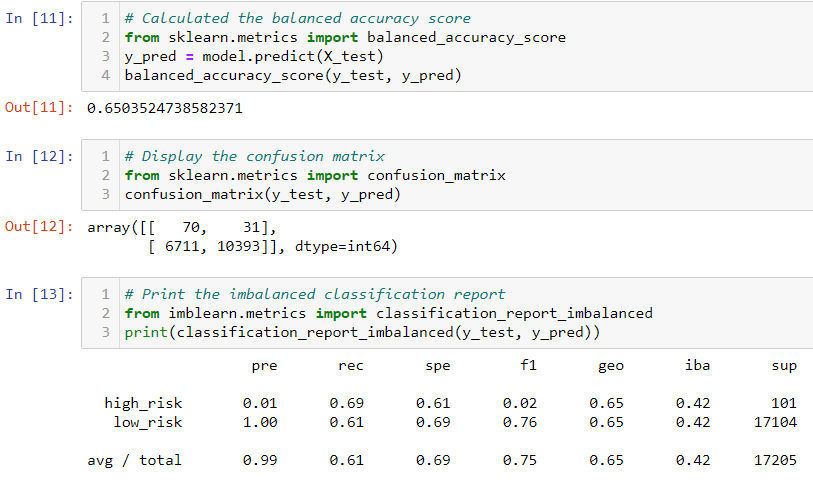 In [11]: 1 # Calculated the balanced accuracy score
2 from sklearn.metrics import balanced_accuracy_score
3 y_pred = model.predict(X_test)
4 balanced_accuracy_score(y_test, y_pred)
Out[11]: 0.6503524738582371
In [12]: 1 # Display the confusion matrix
2 from sklearn.metrics import confusion_matrix
3 confusion_matrix(y_test, y_pred)
Out[12]: array([[ 70, 31],
[ 6711, 10393]], dtype=int64)
In [13]: 1 # Print the imbalanced classification report
2 from imblearn.metrics import classification_report_imbalanced
3 print(classification_report_imbalanced(y_test, y_pred))
pre rec spe f1 geo iba sup
high_risk 0.01 0.69 0.61 0.02 0.65 0.42 101
low_risk 1.00 0.61 0.69 0.76 0.65 0.42 17104
avg / total 0.99 0.61 0.69 0.75 0.65 0.42 17205